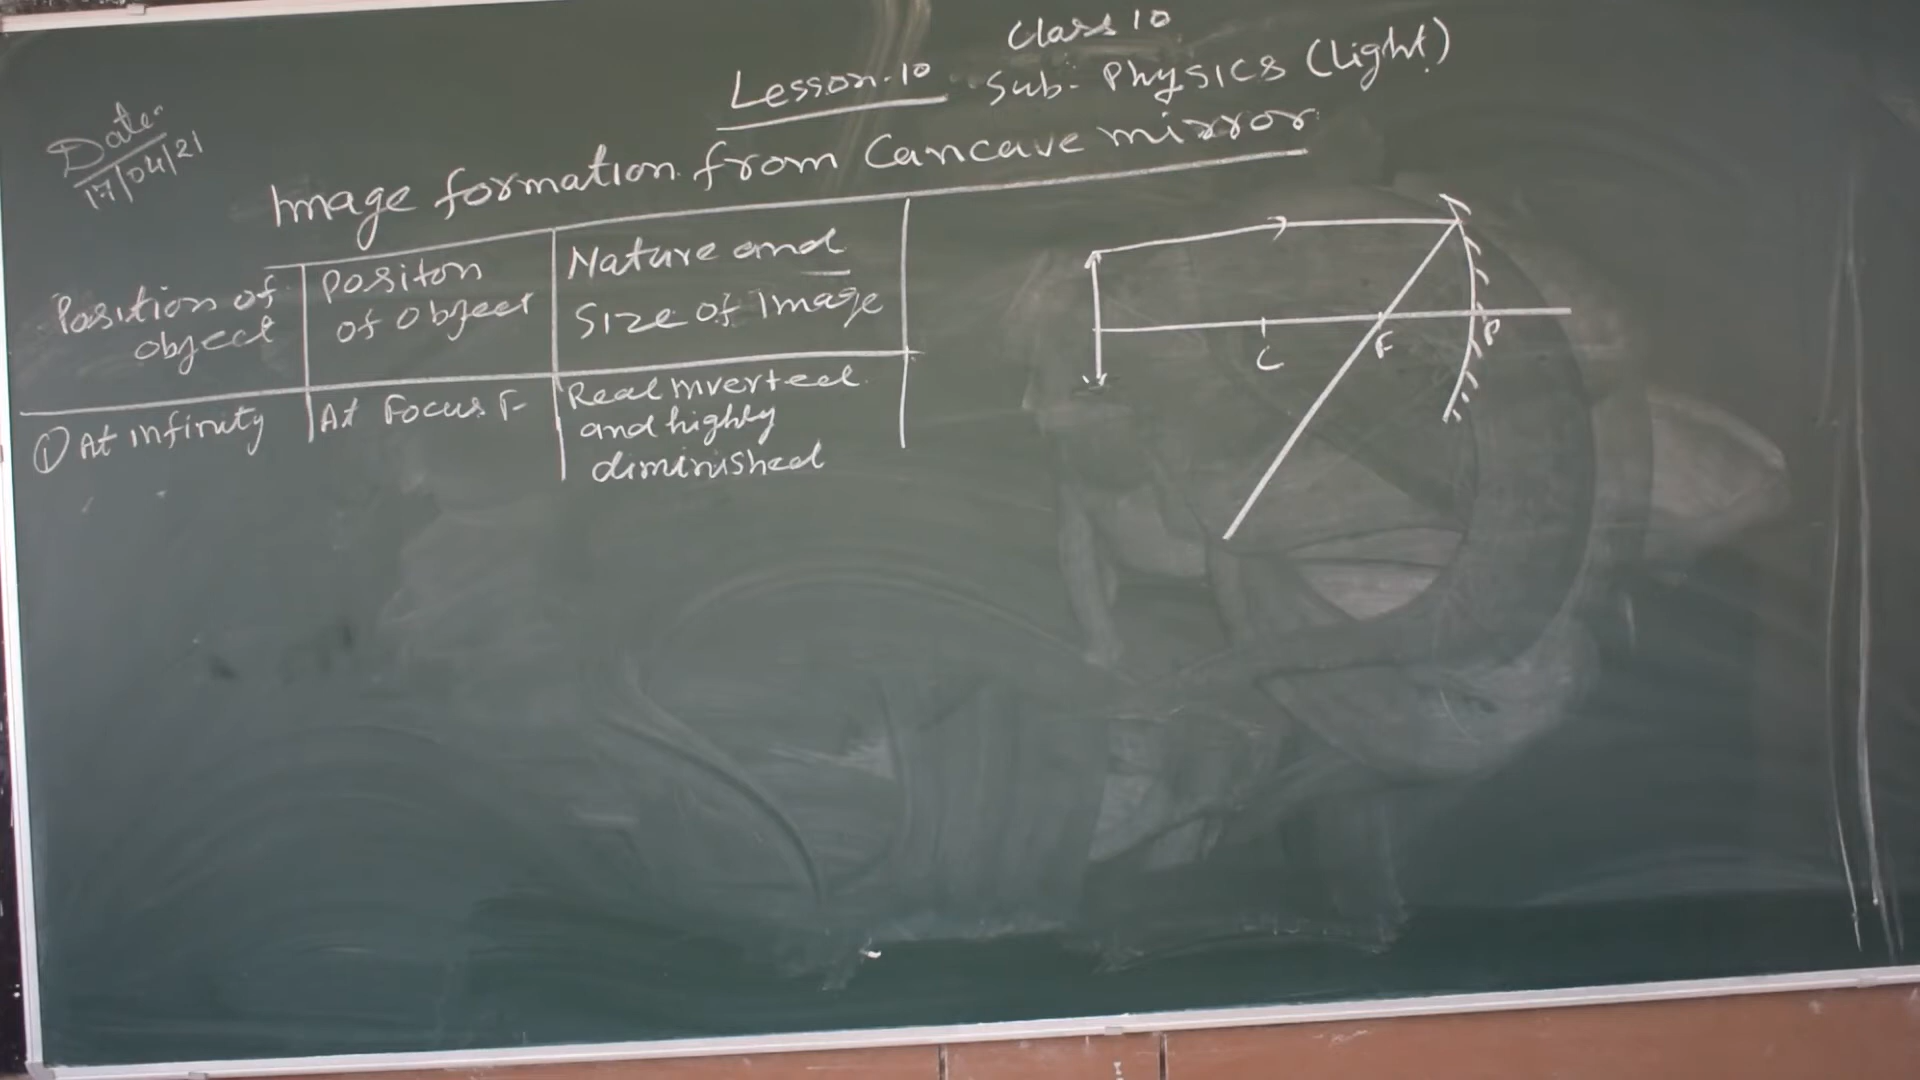 Class 10
Lesson-10 Sub- Physics (Light)
Date-
17/04/21
Image formation from Cancave mirror
Position of
object
Positon
of object
Nature and
Size of Image
① At infinity
At Focus F
Real inverted
and highly
diminished
C
F
P